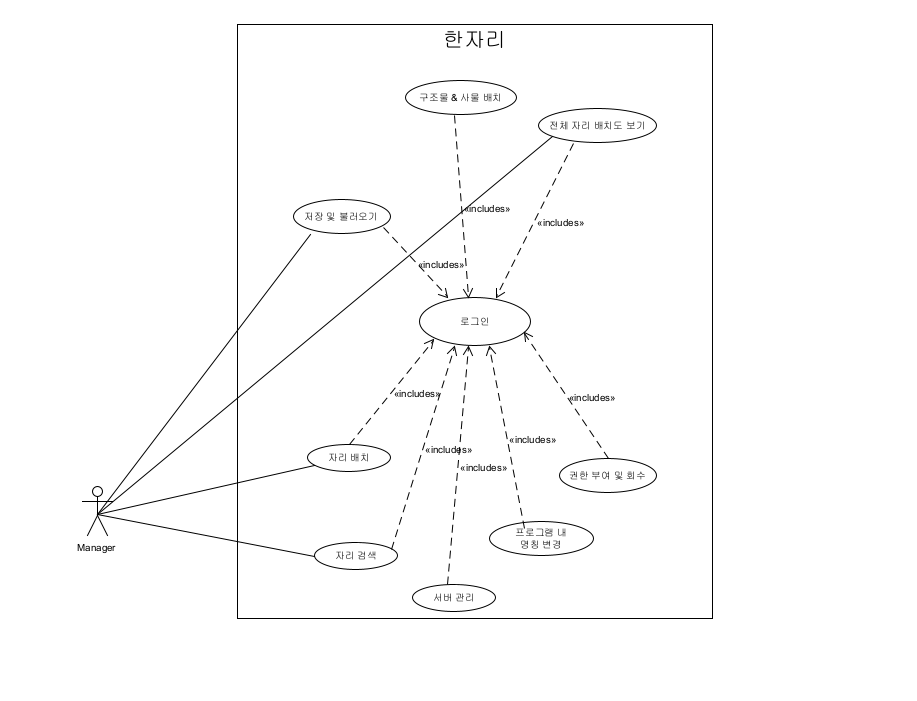 한자리
구조물 & 사물 배치
전체 자리 배치도 보기
저장 및 불러오기
«includes»
«includes»
«includes»
로그인
«includes»
«includes»
«includes»
«includes»
«includes»
자리 배치
권한 부여 및 회수
Manager
자리 검색
프로그램 내
명칭 변경
서버 관리